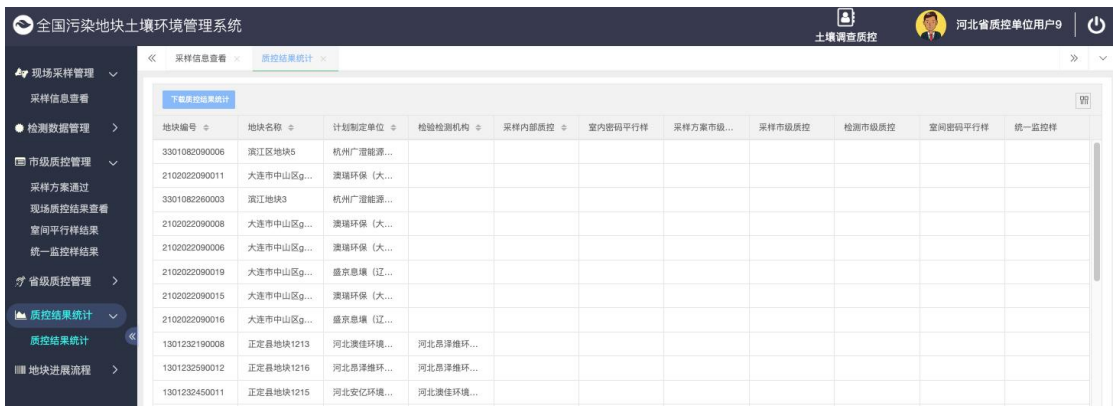 全国污染地块土壤环境管理系统
土壤调查质控
河北省质控单位用户9
现场采样管理
采样信息查看
检测数据管理
市级质控管理
采样方案通过
现场质控结果查看
室间平行样结果
统一监控样结果
省级质控管理
质控结果统计
质控结果统计
地块进展流程
采样信息查看 × 质控结果统计 ×
下载质控结果统计
地块编号 地块名称 计划制定单位 检验检测机构 采样内部质控 室内密码平行样 采样方案市级... 采样市级质控 检测市级质控 室间密码平行样 统一监控样
3301082090006 滨江区地块5 杭州广澄能源...
2102022090011 大连市中山区g... 澳瑞环保（大...
3301082260003 滨江地块3 杭州广澄能源...
2102022090008 大连市中山区g... 澳瑞环保（大...
2102022090006 大连市中山区g... 澳瑞环保（大...
2102022090019 大连市中山区g... 盛京息壤（辽...
2102022090015 大连市中山区g... 澳瑞环保（大...
2102022090016 大连市中山区g... 盛京息壤（辽...
1301232190008 正定县地块1213 河北澳佳环境... 河北昂泽维环...
1301232590012 正定县地块1216 河北昂泽维环... 河北昂泽维环...
1301232450011 正定县地块1215 河北安亿环境... 河北澳佳环境...